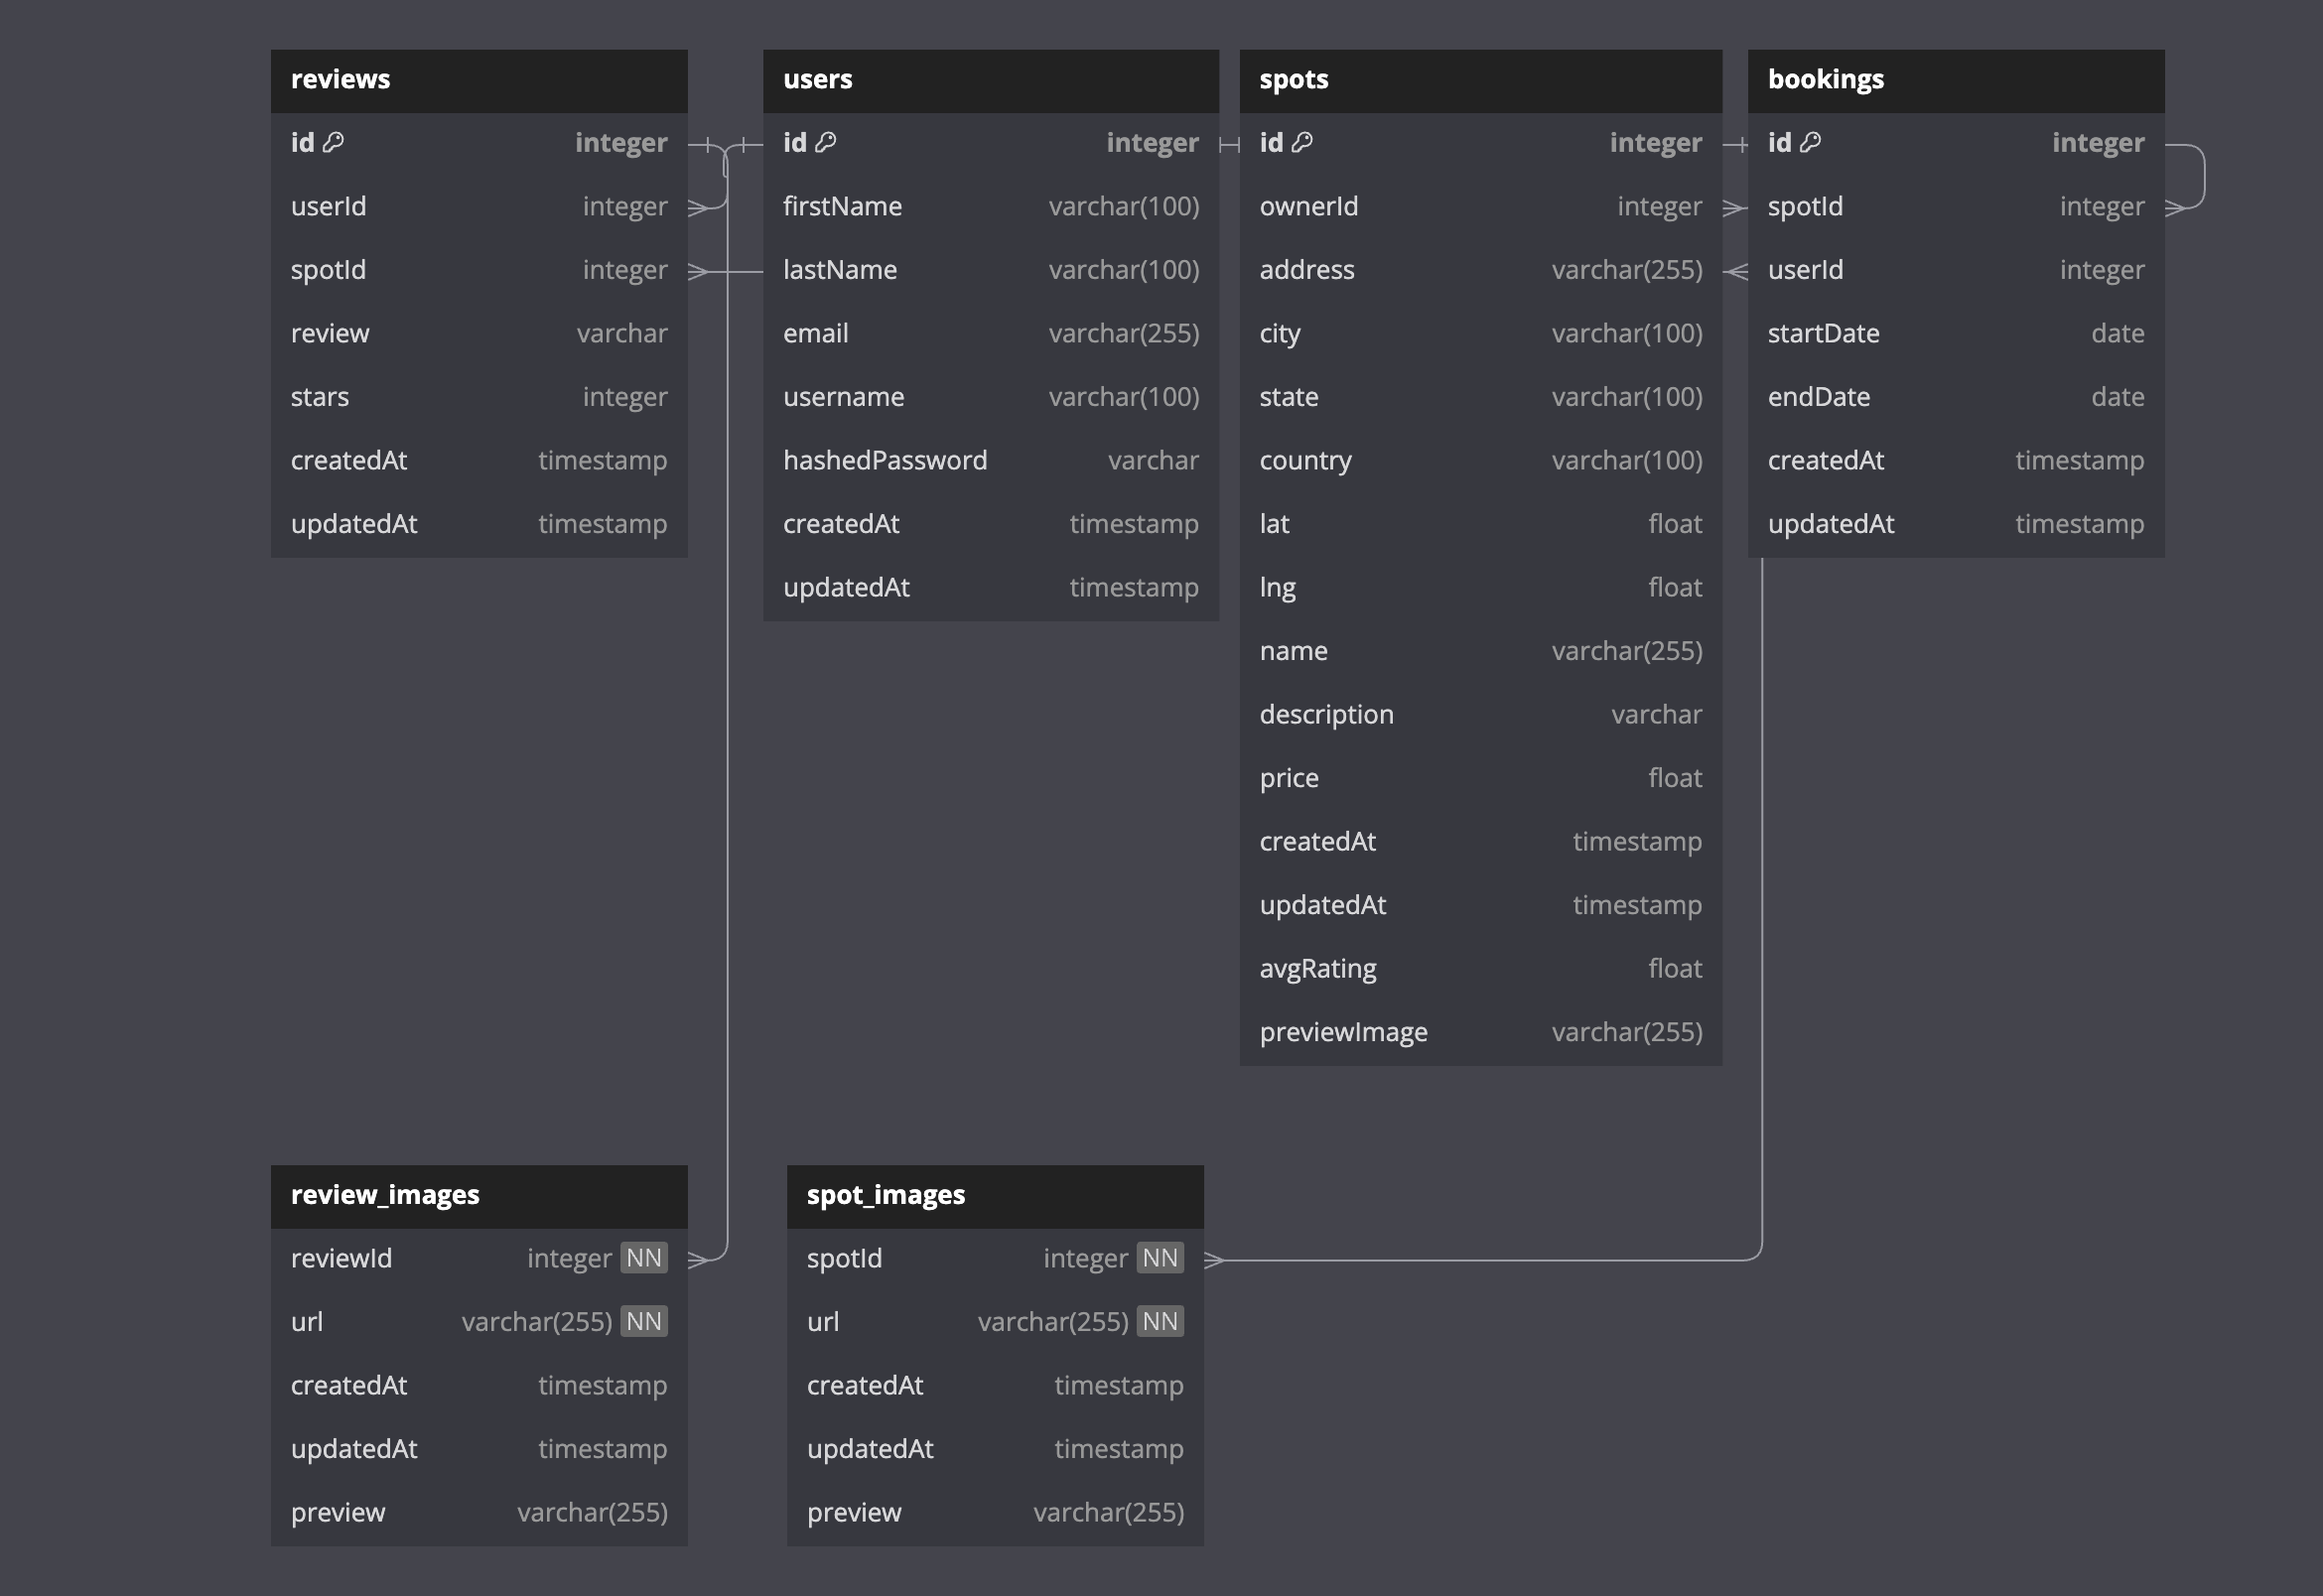 reviews
id integer
userId integer
spotId integer
review varchar
stars integer
createdAt timestamp
updatedAt timestamp
users
id integer
firstName varchar(100)
lastName varchar(100)
email varchar(255)
username varchar(100)
hashedPassword varchar
createdAt timestamp
updatedAt timestamp
spots
id integer
ownerId integer
address varchar(255)
city varchar(100)
state varchar(100)
country varchar(100)
lat float
lng float
name varchar(255)
description varchar
price float
createdAt timestamp
updatedAt timestamp
avgRating float
previewImage varchar(255)
bookings
id integer
spotId integer
userId integer
startDate date
endDate date
createdAt timestamp
updatedAt timestamp
review_images
reviewId integer NN
url varchar(255) NN
createdAt timestamp
updatedAt timestamp
preview varchar(255)
spot_images
spotId integer NN
url varchar(255) NN
createdAt timestamp
updatedAt timestamp
preview varchar(255)